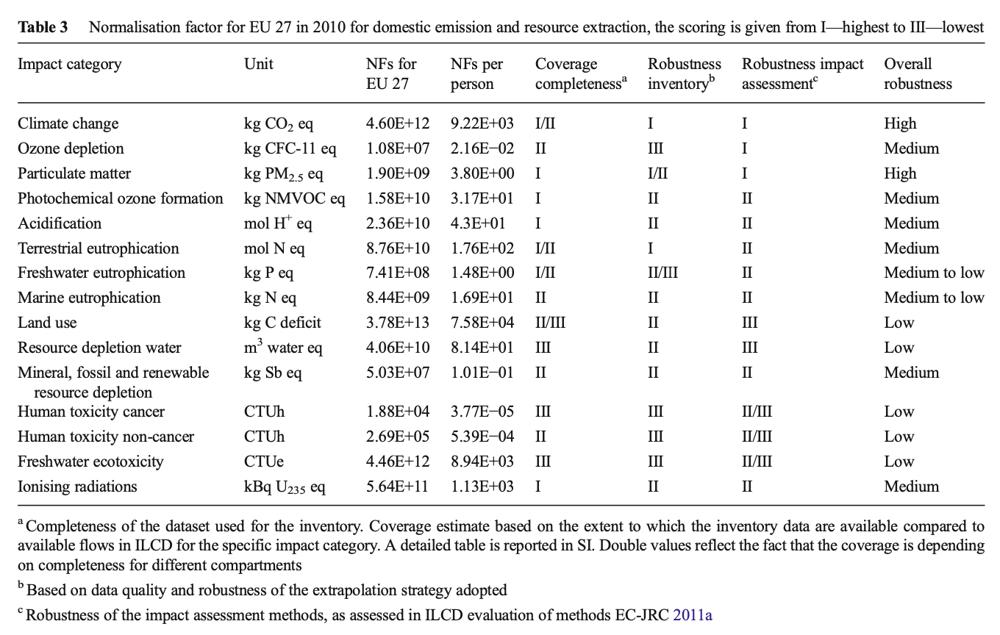 Table 3 Normalisation factor for EU 27 in 2010 for domestic emission and resource extraction, the scoring is given from I—highest to III—lowest
Impact category Unit NFs for EU 27 NFs per person Coverage completeness^a Robustness inventory^b Robustness impact assessment^c Overall robustness
Climate change kg CO₂ eq 4.60E+12 9.22E+03 I/II I I High
Ozone depletion kg CFC-11 eq 1.08E+07 2.16E−02 II III I Medium
Particulate matter kg PM₂.₅ eq 1.90E+09 3.80E+00 I I/II I High
Photochemical ozone formation kg NMVOC eq 1.58E+10 3.17E+01 I II II Medium
Acidification mol H⁺ eq 2.36E+10 4.3E+01 I II II Medium
Terrestrial eutrophication mol N eq 8.76E+10 1.76E+02 I/II I II Medium
Freshwater eutrophication kg P eq 7.41E+08 1.48E+00 I/II II/III II Medium to low
Marine eutrophication kg N eq 8.44E+09 1.69E+01 II II II Medium to low
Land use kg C deficit 3.78E+13 7.58E+04 II/III II III Low
Resource depletion water m³ water eq 4.06E+10 8.14E+01 III II III Low
Mineral, fossil and renewable kg Sb eq 5.03E+07 1.01E−01 II II II Medium
resource depletion
Human toxicity cancer CTUh 1.88E+04 3.77E−05 III III II/III Low
Human toxicity non-cancer CTUh 2.69E+05 5.39E−04 II III II/III Low
Freshwater ecotoxicity CTUe 4.46E+12 8.94E+03 III III II/III Low
Ionising radiations kBq U₂₃₅ eq 5.64E+11 1.13E+03 I II II Medium
^a Completeness of the dataset used for the inventory. Coverage estimate based on the extent to which the inventory data are available compared to
available flows in ILCD for the specific impact category. A detailed table is reported in SI. Double values reflect the fact that the coverage is depending
on completeness for different compartments
^b Based on data quality and robustness of the extrapolation strategy adopted
^c Robustness of the impact assessment methods, as assessed in ILCD evaluation of methods EC-JRC 2011a